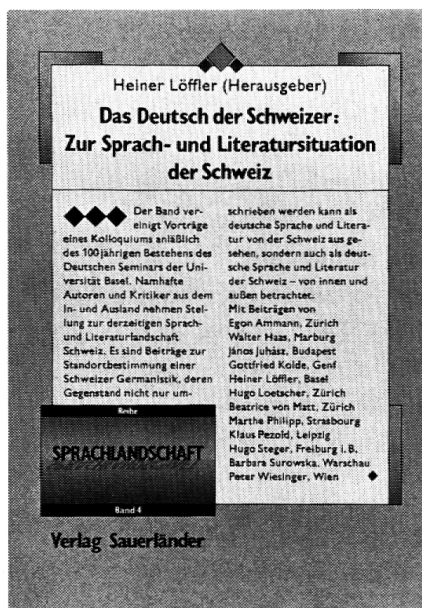 Heiner Löffler (Herausgeber)
Das Deutsch der Schweizer:
Zur Sprach- und Literatursituation
der Schweiz
Der Band ver-
einigt Vorträge
eines Kolloquiums anläßlich
des 100jährigen Bestehens des
Deutschen Seminars der Uni-
versität Basel. Namhafte
Autoren und Kritiker aus dem
In- und Ausland nehmen Stel-
lung zur derzeitigen Sprach-
und Literaturlandschaft
Schweiz. Es sind Beiträge zur
Standortbestimmung einer
Schweizer Germanistik, deren
Gegenstand nicht nur um-
schrieben werden kann als
deutsche Sprache und Litera-
tur von der Schweiz aus ge-
sehen, sondern auch als deut-
sche Sprache und Literatur
der Schweiz – von innen und
außen betrachtet.
Mit Beiträgen von
Egon Ammann, Zürich
Walter Haas, Marburg
János Juhász, Budapest
Gottfried Kolde, Genf
Heiner Löffler, Basel
Hugo Loetscher, Zürich
Beatrice von Matt, Zürich
Marthe Philipp, Strasbourg
Klaus Pezold, Leipzig
Hugo Steger, Freiburg i. B.
Barbara Surowska, Warschau
Peter Wiesinger, Wien
Reihe
SPRACHLANDSCHAFT
Band 4
Verlag Sauerländer